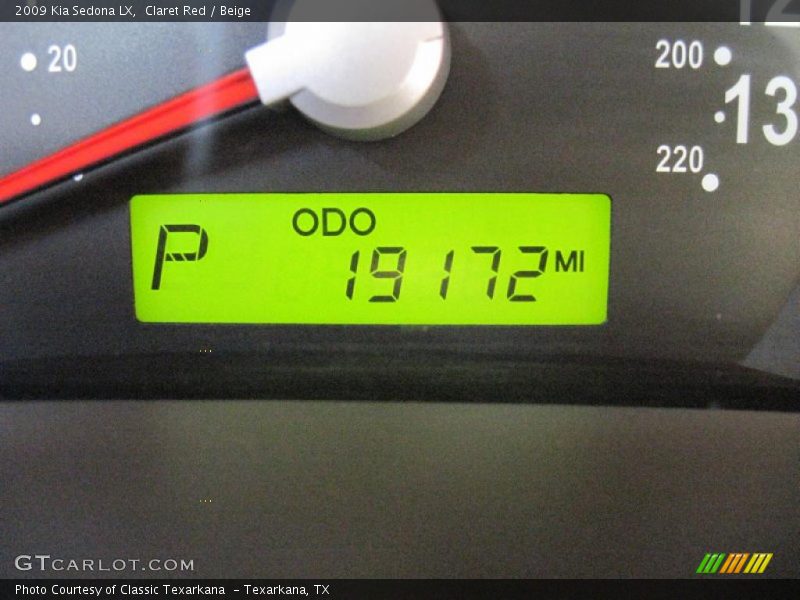 2009 Kia Sedona LX,  Claret Red / Beige
20
200
13
220
P
ODO
19172 MI
GTCARLOT.COM
Photo Courtesy of Classic Texarkana  - Texarkana, TX